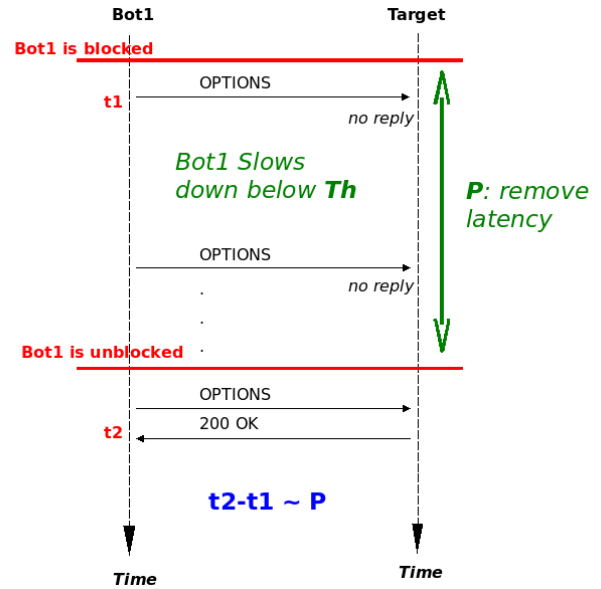 Bot1
Target
Bot1 is blocked
OPTIONS
t1
no reply
Bot1 Slows
down below Th
P: remove
latency
OPTIONS
no reply
.
.
.
Bot1 is unblocked
OPTIONS
200 OK
t2
t2-t1 ~ P
Time
Time